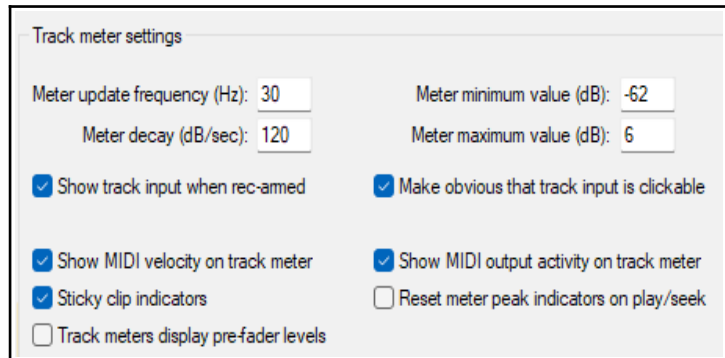 Track meter settings
Meter update frequency (Hz): 30 Meter minimum value (dB): -62
Meter decay (dB/sec): 120 Meter maximum value (dB): 6
Show track input when rec-armed Make obvious that track input is clickable
Show MIDI velocity on track meter Show MIDI output activity on track meter
Sticky clip indicators Reset meter peak indicators on play/seek
Track meters display pre-fader levels